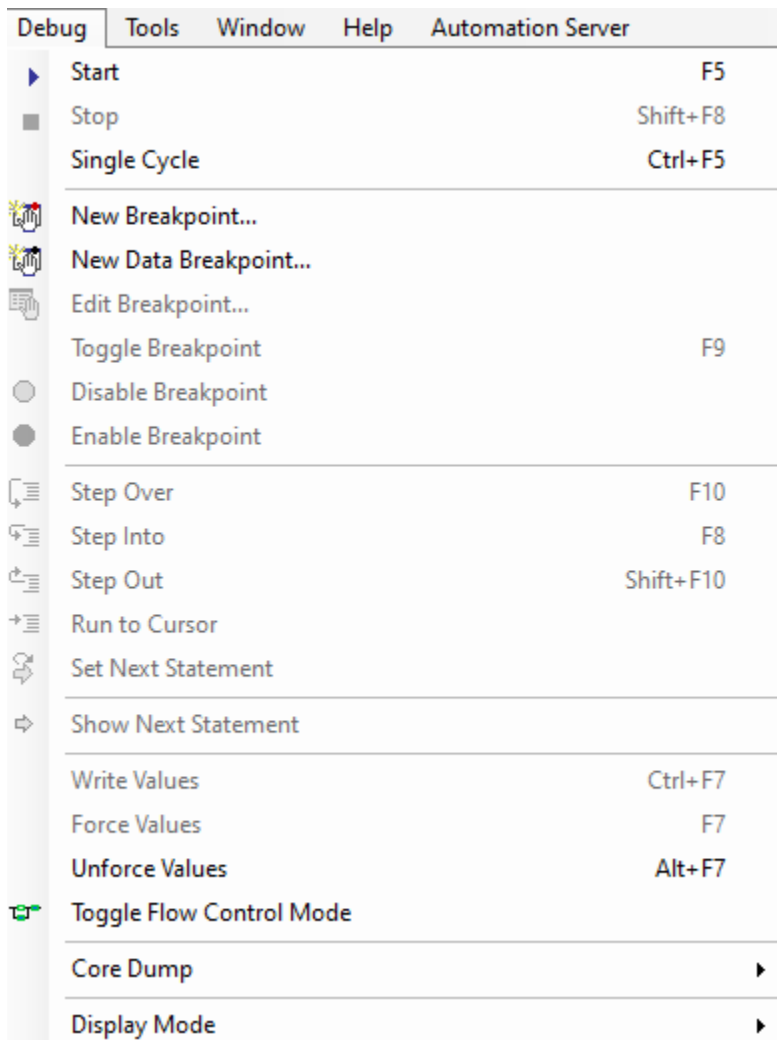 Debug Tools Window Help Automation Server
Start F5
Stop Shift+F8
Single Cycle Ctrl+F5
New Breakpoint...
New Data Breakpoint...
Edit Breakpoint...
Toggle Breakpoint F9
Disable Breakpoint
Enable Breakpoint
Step Over F10
Step Into F8
Step Out Shift+F10
Run to Cursor
Set Next Statement
Show Next Statement
Write Values Ctrl+F7
Force Values F7
Unforce Values Alt+F7
Toggle Flow Control Mode
Core Dump
Display Mode